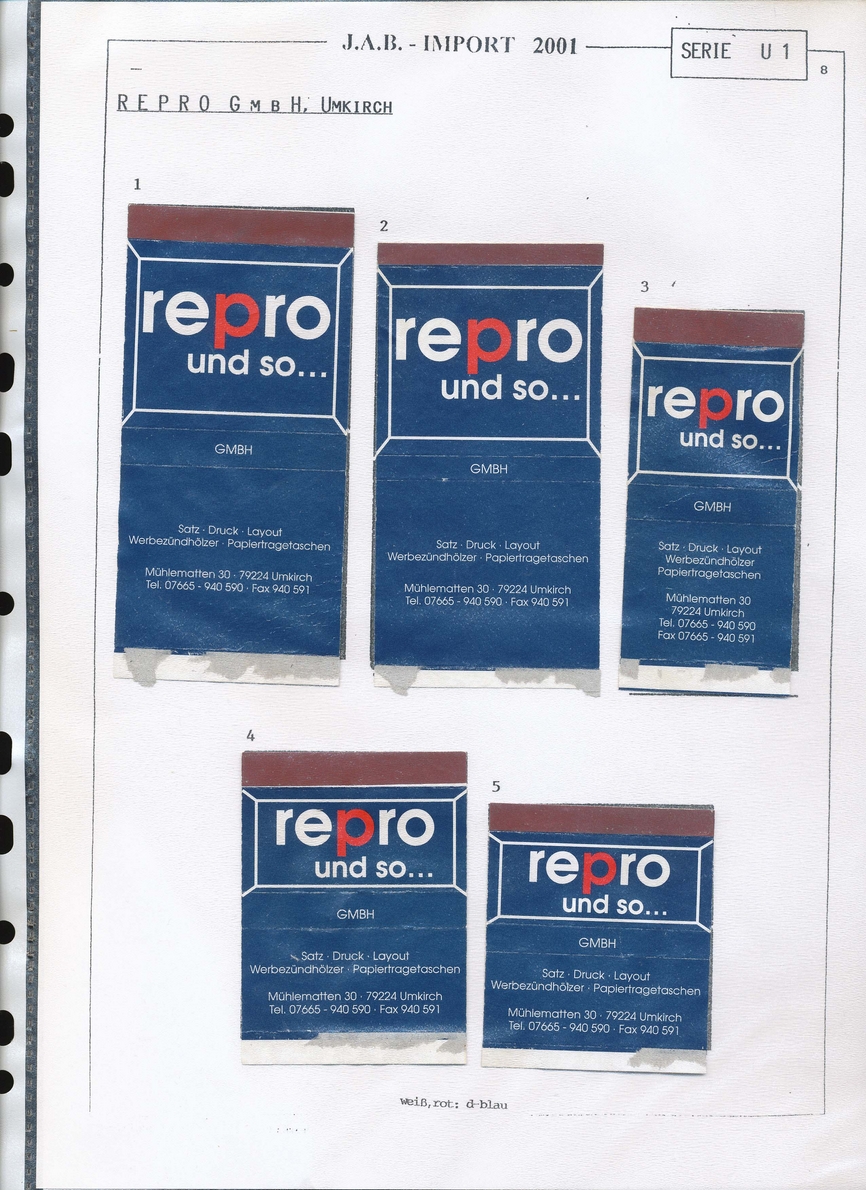 J.A.B. - IMPORT 2001
SERIE U 1
8
REPRO GMBH, UMKIRCH
1
repro
und so...
GMBH
Satz · Druck · Layout
Werbezündhölzer · Papiertragetaschen
Mühlematten 30 · 79224 Umkirch
Tel. 07665 - 940 590 · Fax 940 591
2
repro
und so...
GMBH
Satz · Druck · Layout
Werbezündhölzer · Papiertragetaschen
Mühlematten 30 · 79224 Umkirch
Tel. 07665 - 940 590 · Fax 940 591
3
repro
und so...
GMBH
Satz · Druck · Layout
Werbezündhölzer
Papiertragetaschen
Mühlematten 30
79224 Umkirch
Tel. 07665 - 940 590
Fax 07665 - 940 591
4
repro
und so...
GMBH
Satz · Druck · Layout
Werbezündhölzer · Papiertragetaschen
Mühlematten 30 · 79224 Umkirch
Tel. 07665 - 940 590 · Fax 940 591
5
repro
und so...
GMBH
Satz · Druck · Layout
Werbezündhölzer · Papiertragetaschen
Mühlematten 30 · 79224 Umkirch
Tel. 07665 - 940 590 · Fax 940 591
weiß,rot: d-blau